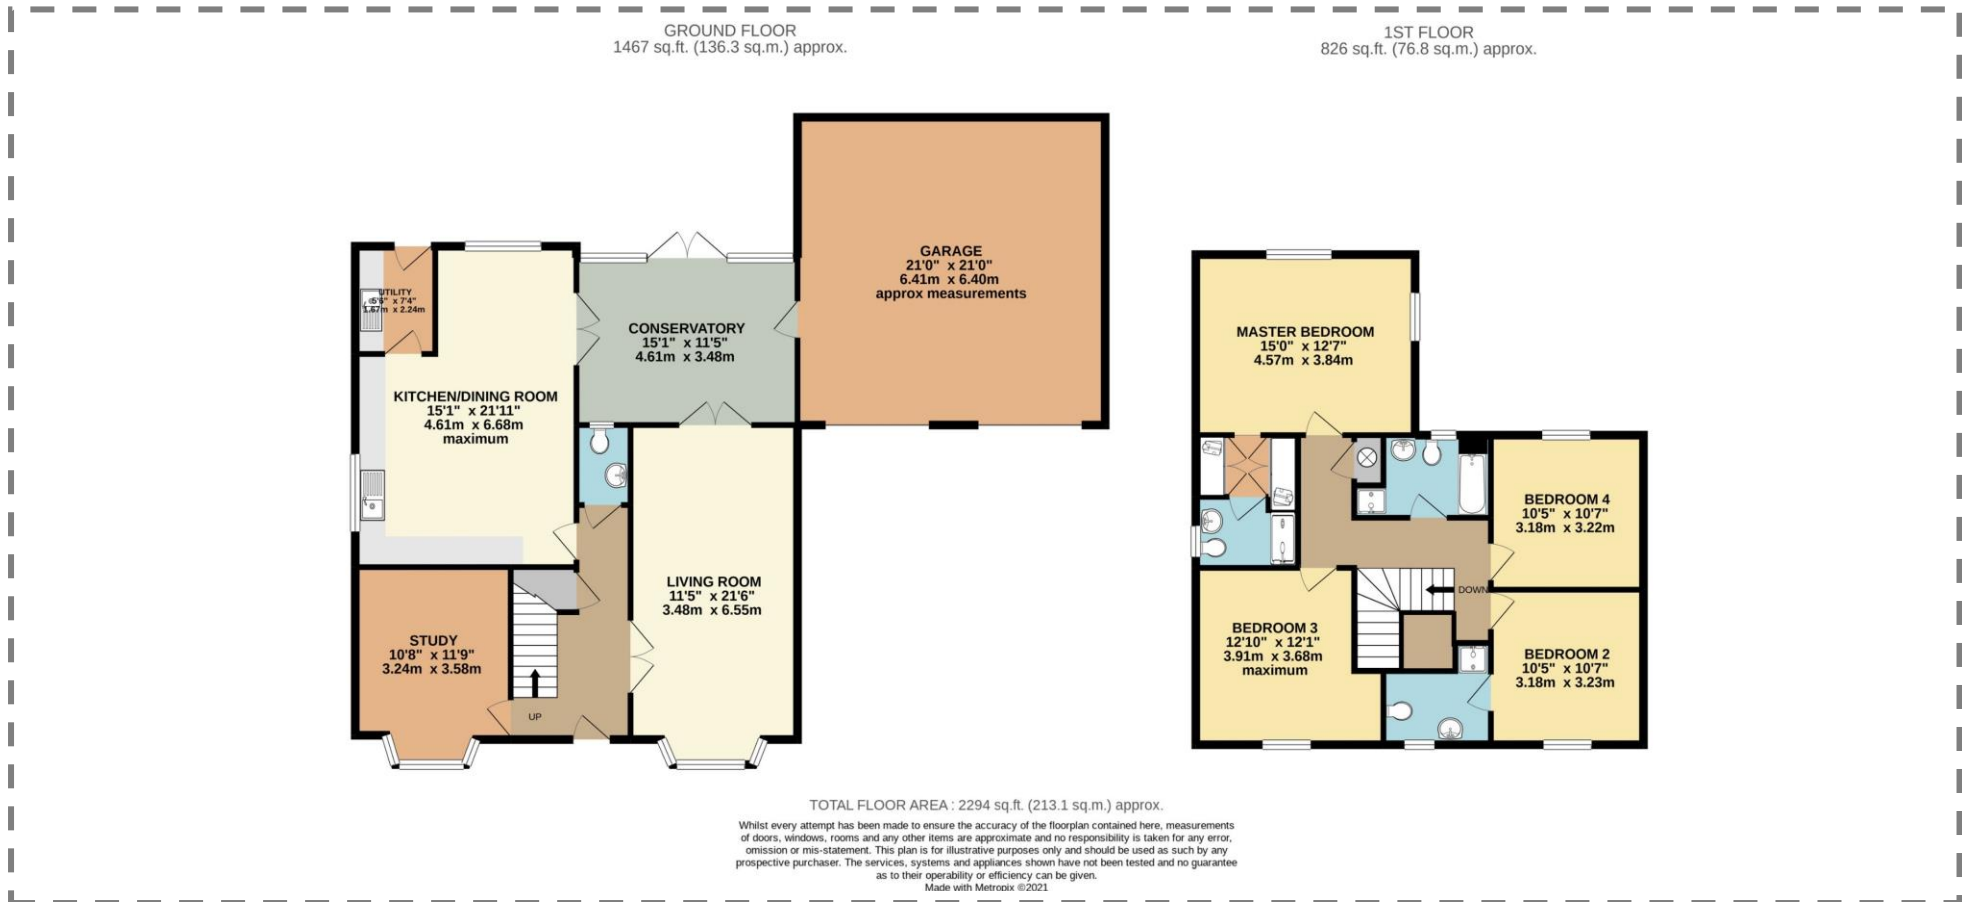 GROUND FLOOR
1467 sq.ft. (136.3 sq.m.) approx.
1ST FLOOR
826 sq.ft. (76.8 sq.m.) approx.
GARAGE
21'0" x 21'0"
6.41m x 6.40m
approx measurements
UTILITY
5'6" x 7'4"
1.67m x 2.24m
CONSERVATORY
15'1" x 11'5"
4.61m x 3.48m
KITCHEN/DINING ROOM
15'1" x 21'11"
4.61m x 6.68m
maximum
LIVING ROOM
11'5" x 21'6"
3.48m x 6.55m
STUDY
10'8" x 11'9"
3.24m x 3.58m
UP
MASTER BEDROOM
15'0" x 12'7"
4.57m x 3.84m
BEDROOM 4
10'5" x 10'7"
3.18m x 3.22m
DOWN
BEDROOM 3
12'10" x 12'1"
3.91m x 3.68m
maximum
BEDROOM 2
10'5" x 10'7"
3.18m x 3.23m
TOTAL FLOOR AREA : 2294 sq.ft. (213.1 sq.m.) approx.
Whilst every attempt has been made to ensure the accuracy of the floorplan contained here, measurements
of doors, windows, rooms and any other items are approximate and no responsibility is taken for any error,
omission or mis-statement. This plan is for illustrative purposes only and should be used as such by any
prospective purchaser. The services, systems and appliances shown have not been tested and no guarantee
as to their operability or efficiency can be given.
Made with Metropix ©2021